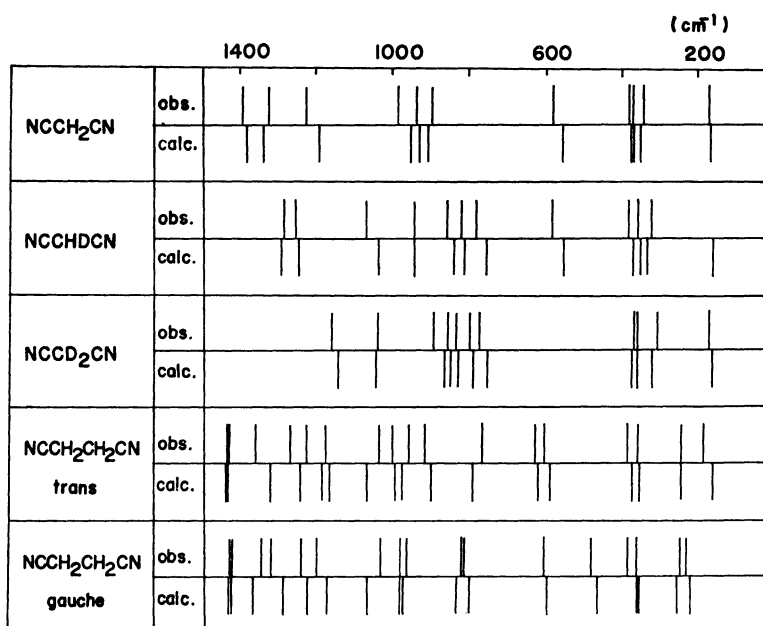 (cm⁻¹)
1400 1000 600 200
NCCH₂CN
obs.
calc.
NCCHDCN
obs.
calc.
NCCD₂CN
obs.
calc.
NCCH₂CH₂CN
trans
obs.
calc.
NCCH₂CH₂CN
gauche
obs.
calc.